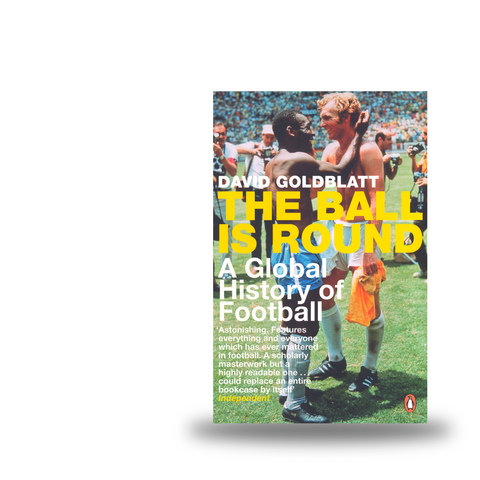 DAVID GOLDBLATT
THE BALL
IS ROUND
A Global
History of
Football
'Astonishing. Features
everything and everyone
which has ever mattered
in football. A scholarly
masterwork but a
highly readable one ...
could replace an entire
bookcase by itself'
Independent